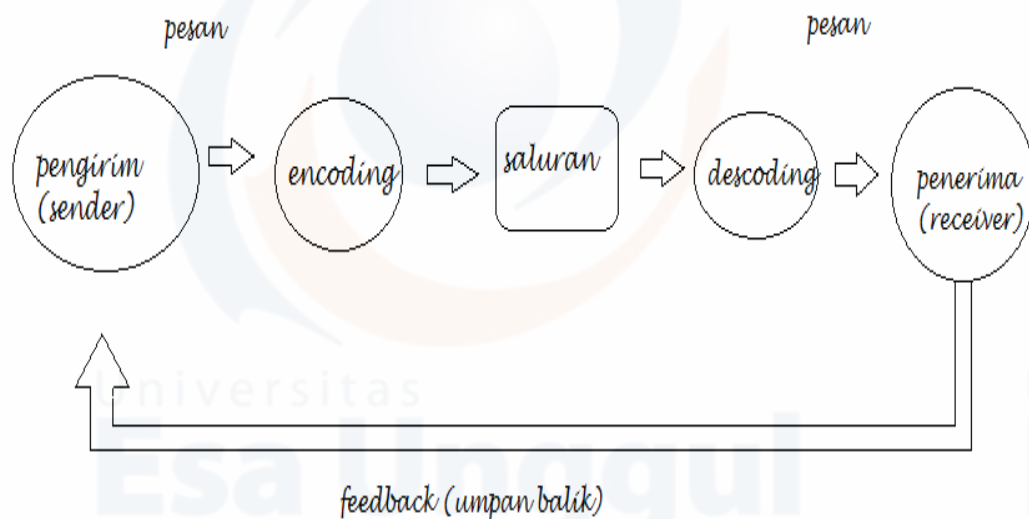 pesan
pesan
pengirim
(sender)
encoding
saluran
descoding
penerima
(receiver)
Universitas
Esa Unggul
feedback (umpan balik)